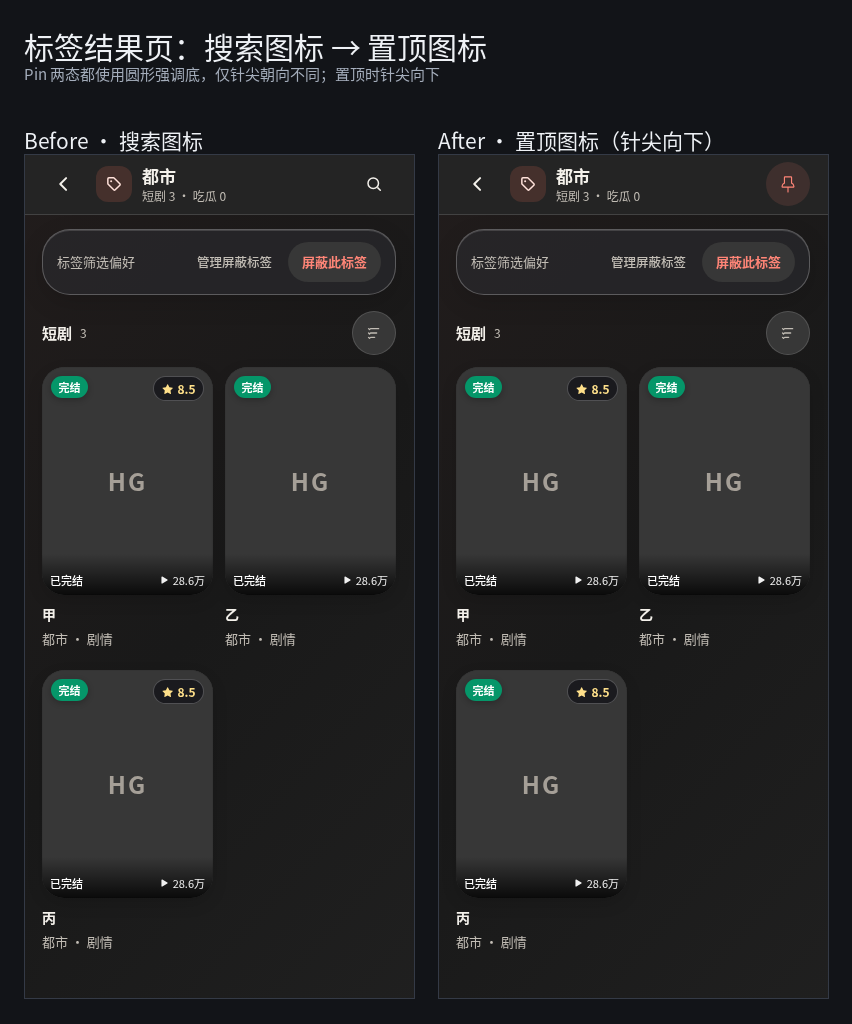 标签结果页：搜索图标 → 置顶图标
Pin 两态都使用圆形强调底，仅针尖朝向不同；置顶时针尖向下
Before • 搜索图标
都市
短剧 3 • 吃瓜 0
标签筛选偏好 管理屏蔽标签 屏蔽此标签
短剧 3
完结 8.5 完结
HG HG
已完结 28.6万 已完结 28.6万
甲 乙
都市 • 剧情 都市 • 剧情
完结 8.5
HG
已完结 28.6万
丙
都市 • 剧情
After • 置顶图标（针尖向下）
都市
短剧 3 • 吃瓜 0
标签筛选偏好 管理屏蔽标签 屏蔽此标签
短剧 3
完结 8.5 完结
HG HG
已完结 28.6万 已完结 28.6万
甲 乙
都市 • 剧情 都市 • 剧情
完结 8.5
HG
已完结 28.6万
丙
都市 • 剧情